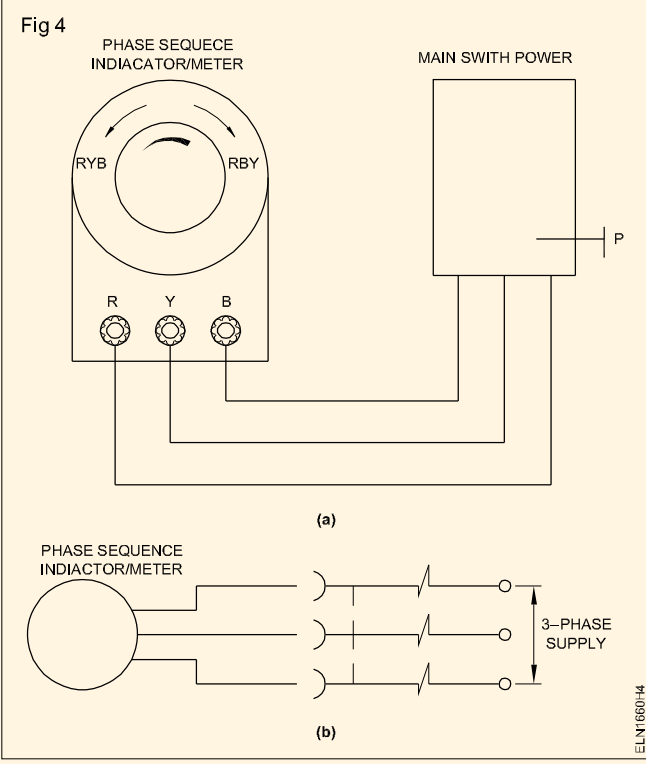 Fig 4
PHASE SEQUECE
INDIACATOR/METER
MAIN SWITH POWER
RYB
RBY
P
R
Y
B
(a)
PHASE SEQUENCE
INDIACTOR/METER
3–PHASE
SUPPLY
(b)
ELN1660H4